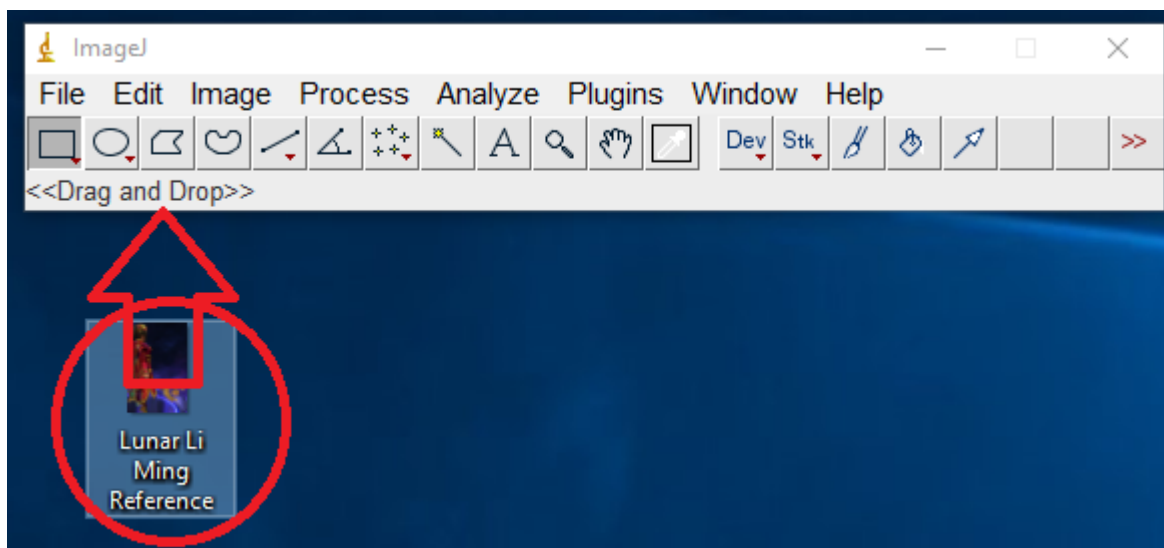 ImageJ
File Edit Image Process Analyze Plugins Window Help
A Dev Stk >>
<<Drag and Drop>>
Lunar Li
Ming
Reference